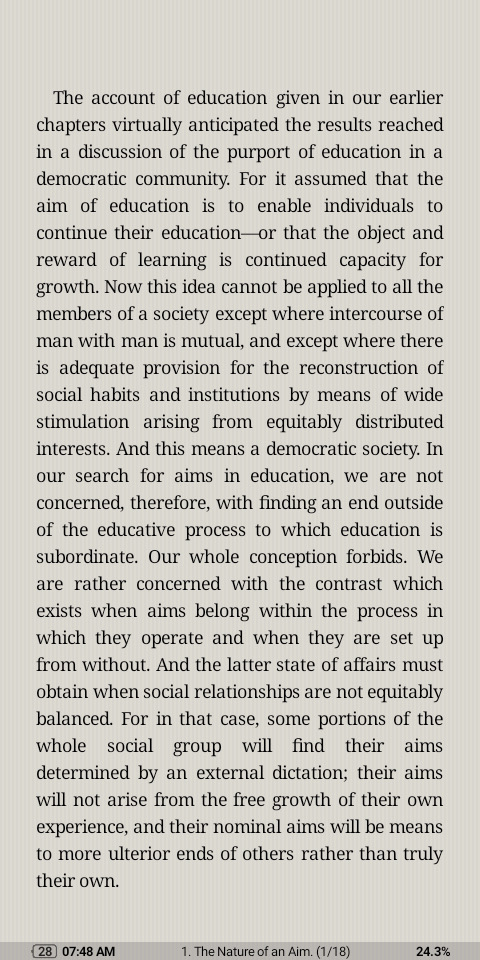 The account of education given in our earlier
chapters virtually anticipated the results reached
in a discussion of the purport of education in a
democratic community. For it assumed that the
aim of education is to enable individuals to
continue their education—or that the object and
reward of learning is continued capacity for
growth. Now this idea cannot be applied to all the
members of a society except where intercourse of
man with man is mutual, and except where there
is adequate provision for the reconstruction of
social habits and institutions by means of wide
stimulation arising from equitably distributed
interests. And this means a democratic society. In
our search for aims in education, we are not
concerned, therefore, with finding an end outside
of the educative process to which education is
subordinate. Our whole conception forbids. We
are rather concerned with the contrast which
exists when aims belong within the process in
which they operate and when they are set up
from without. And the latter state of affairs must
obtain when social relationships are not equitably
balanced. For in that case, some portions of the
whole social group will find their aims
determined by an external dictation; their aims
will not arise from the free growth of their own
experience, and their nominal aims will be means
to more ulterior ends of others rather than truly
their own.
28 07:48 AM 1. The Nature of an Aim. (1/18) 24.3%